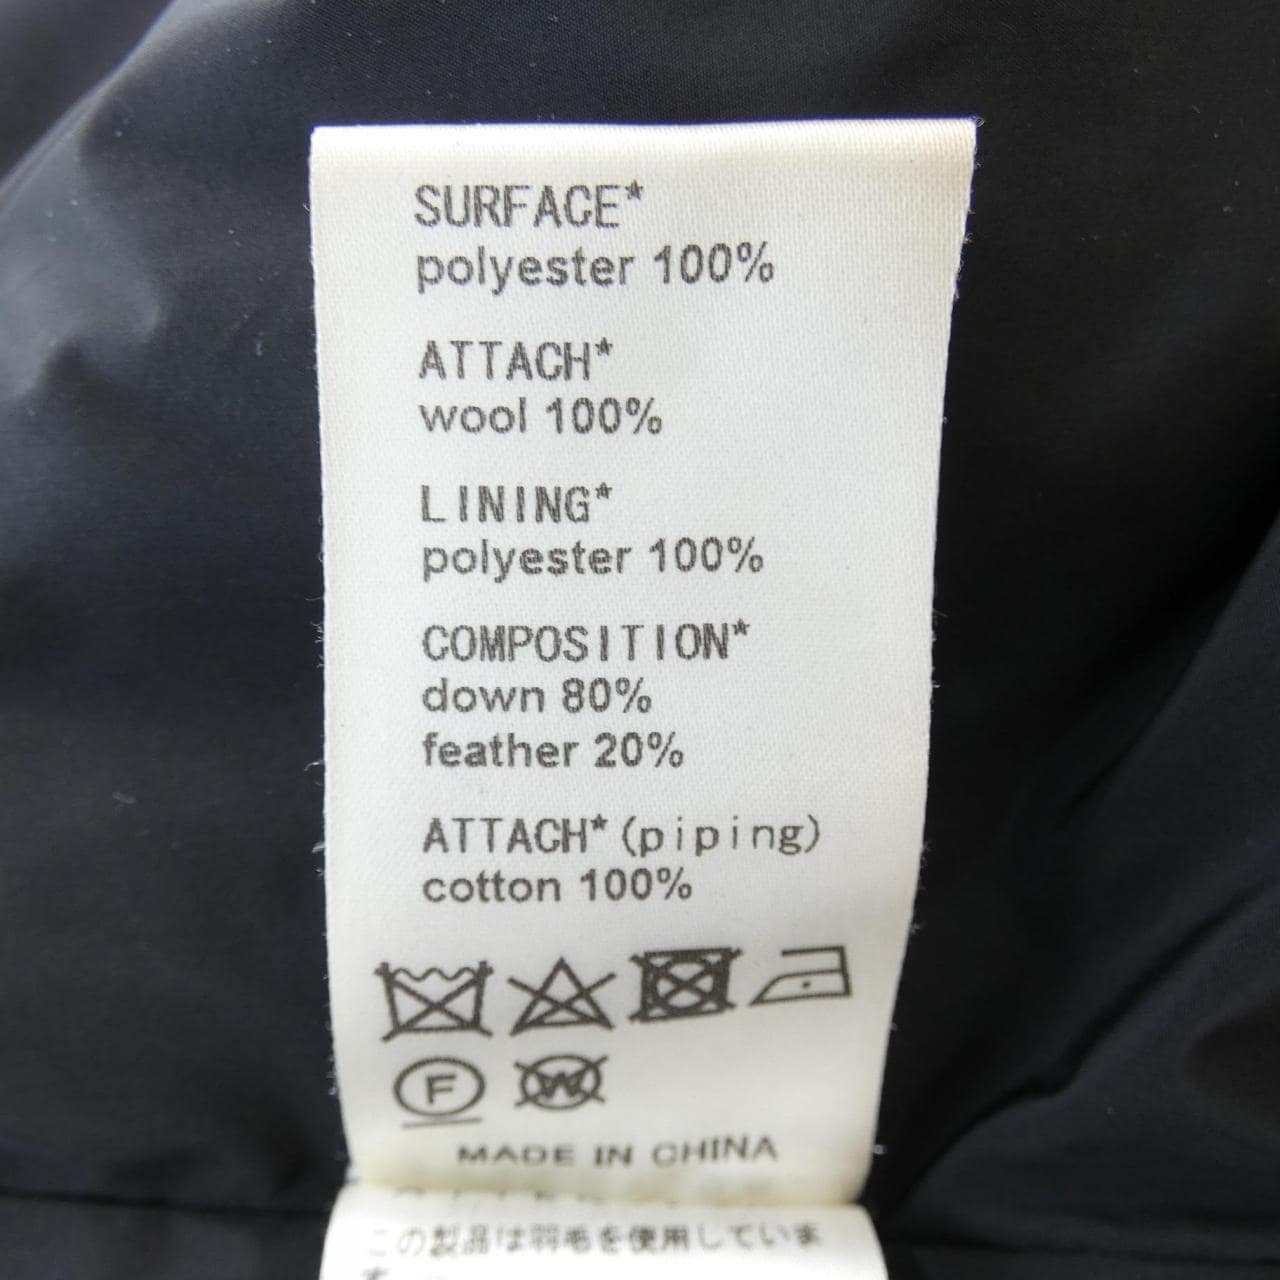 SURFACE*
polyester 100%
ATTACH*
wool 100%
LINING*
polyester 100%
COMPOSITION*
down 80%
feather 20%
ATTACH*(piping)
cotton 100%
F W
MADE IN CHINA
この製品は羽毛を使用していま
す